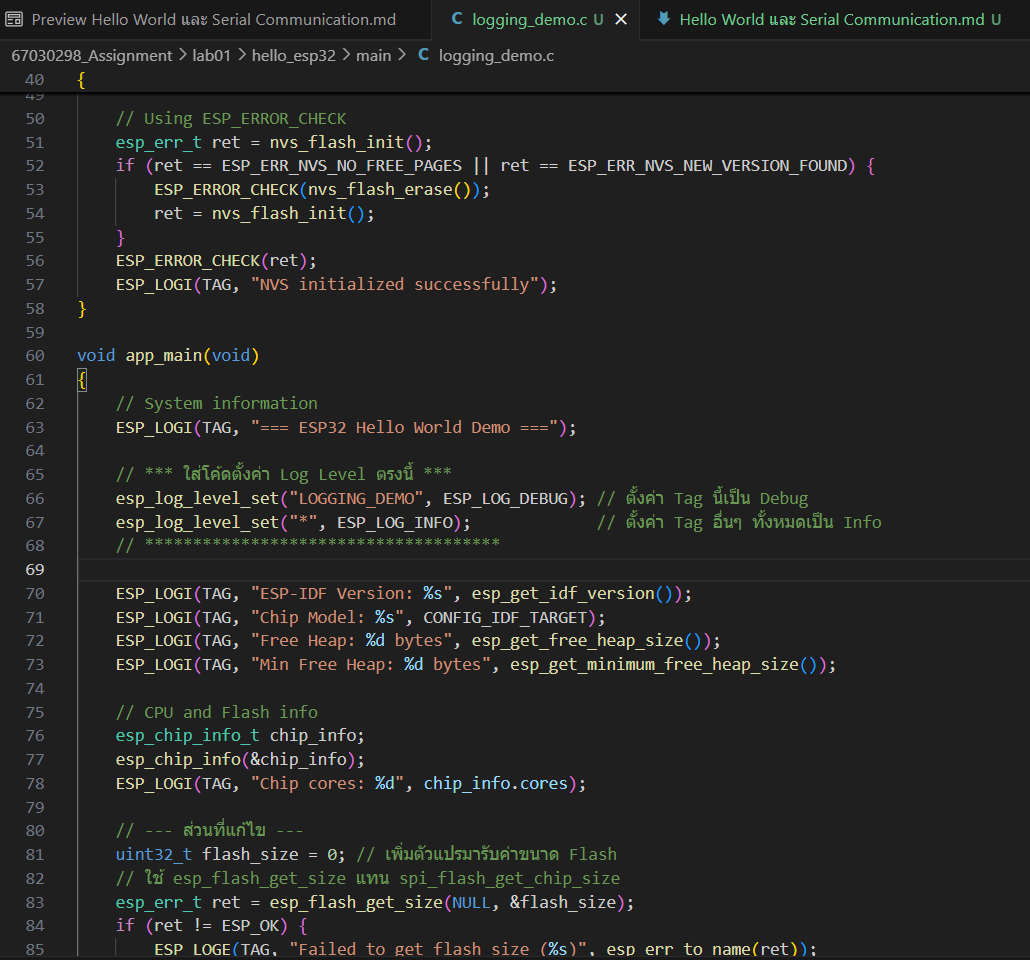 Preview Hello World และ Serial Communication.md
C logging_demo.c U ×
Hello World และ Serial Communication.md U
67030298_Assignment > lab01 > hello_esp32 > main > C logging_demo.c
40 {
49
50 // Using ESP_ERROR_CHECK
51 esp_err_t ret = nvs_flash_init();
52 if (ret == ESP_ERR_NVS_NO_FREE_PAGES || ret == ESP_ERR_NVS_NEW_VERSION_FOUND) {
53 ESP_ERROR_CHECK(nvs_flash_erase());
54 ret = nvs_flash_init();
55 }
56 ESP_ERROR_CHECK(ret);
57 ESP_LOGI(TAG, "NVS initialized successfully");
58 }
59
60 void app_main(void)
61 {
62 // System information
63 ESP_LOGI(TAG, "=== ESP32 Hello World Demo ===");
64
65 // *** ใส่โค้ดตั้งค่า Log Level ตรงนี้ ***
66 esp_log_level_set("LOGGING_DEMO", ESP_LOG_DEBUG); // ตั้งค่า Tag นี้เป็น Debug
67 esp_log_level_set("*", ESP_LOG_INFO); // ตั้งค่า Tag อื่นๆ ทั้งหมดเป็น Info
68 // *************************************
69
70 ESP_LOGI(TAG, "ESP-IDF Version: %s", esp_get_idf_version());
71 ESP_LOGI(TAG, "Chip Model: %s", CONFIG_IDF_TARGET);
72 ESP_LOGI(TAG, "Free Heap: %d bytes", esp_get_free_heap_size());
73 ESP_LOGI(TAG, "Min Free Heap: %d bytes", esp_get_minimum_free_heap_size());
74
75 // CPU and Flash info
76 esp_chip_info_t chip_info;
77 esp_chip_info(&chip_info);
78 ESP_LOGI(TAG, "Chip cores: %d", chip_info.cores);
79
80 // --- ส่วนที่แก้ไข ---
81 uint32_t flash_size = 0; // เพิ่มตัวแปรมารับค่าขนาด Flash
82 // ใช้ esp_flash_get_size แทน spi_flash_get_chip_size
83 esp_err_t ret = esp_flash_get_size(NULL, &flash_size);
84 if (ret != ESP_OK) {
85 ESP_LOGE(TAG, "Failed to get flash size (%s)", esp_err_to_name(ret));